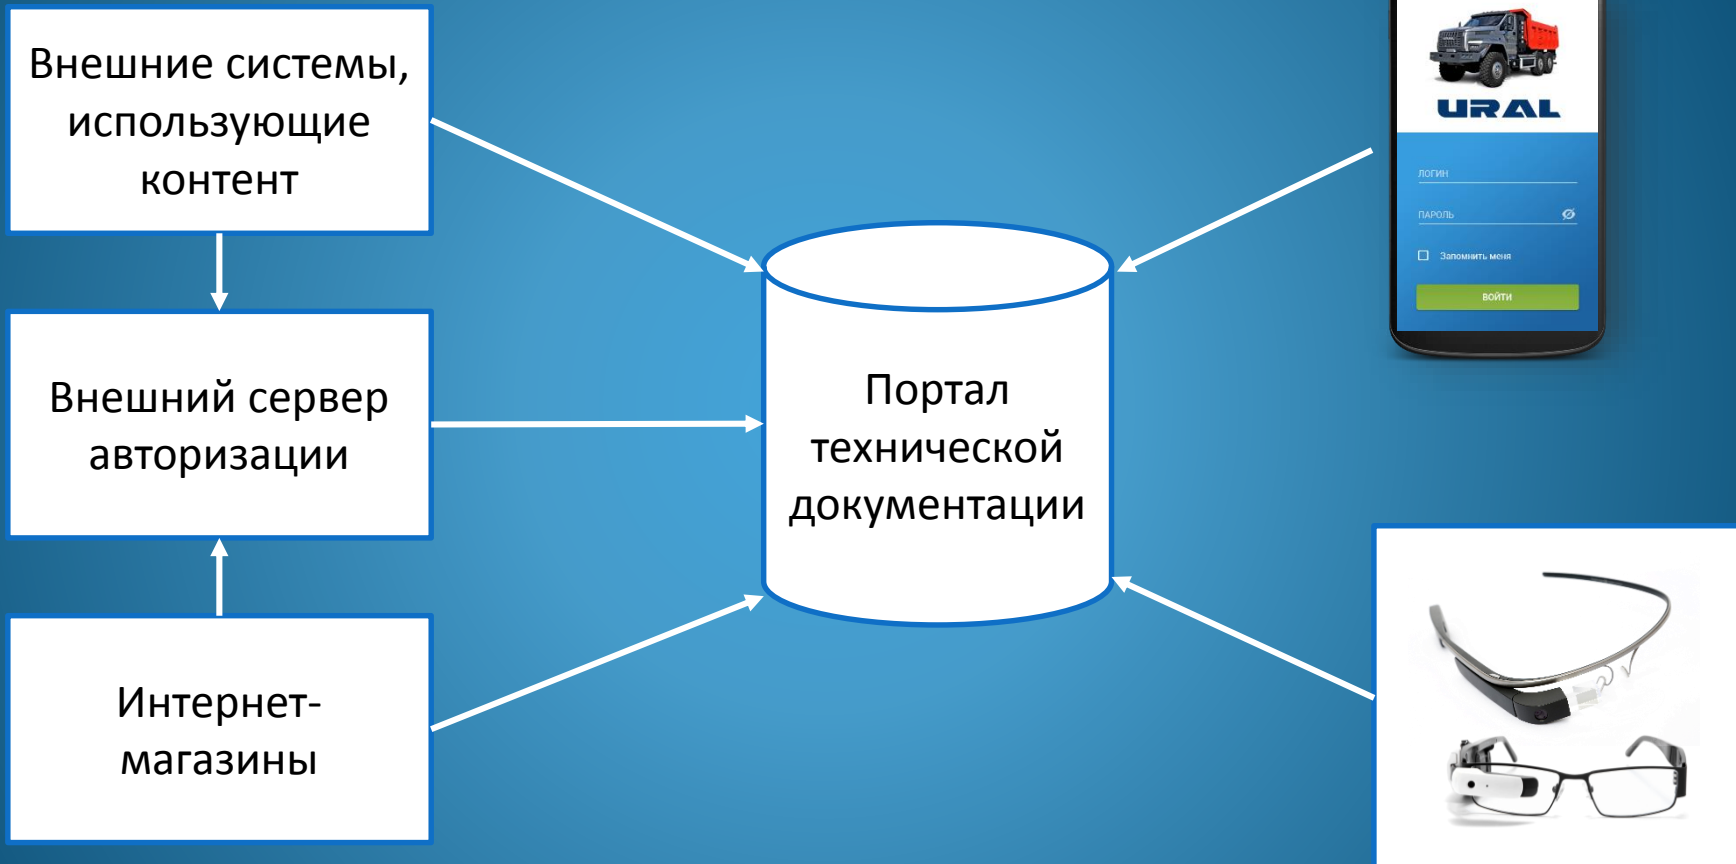 Внешние системы,
использующие
контент
Внешний сервер
авторизации
Интернет-
магазины
Портал
технической
документации
URAL
ЛОГИН
ПАРОЛЬ
Запомнить меня
ВОЙТИ